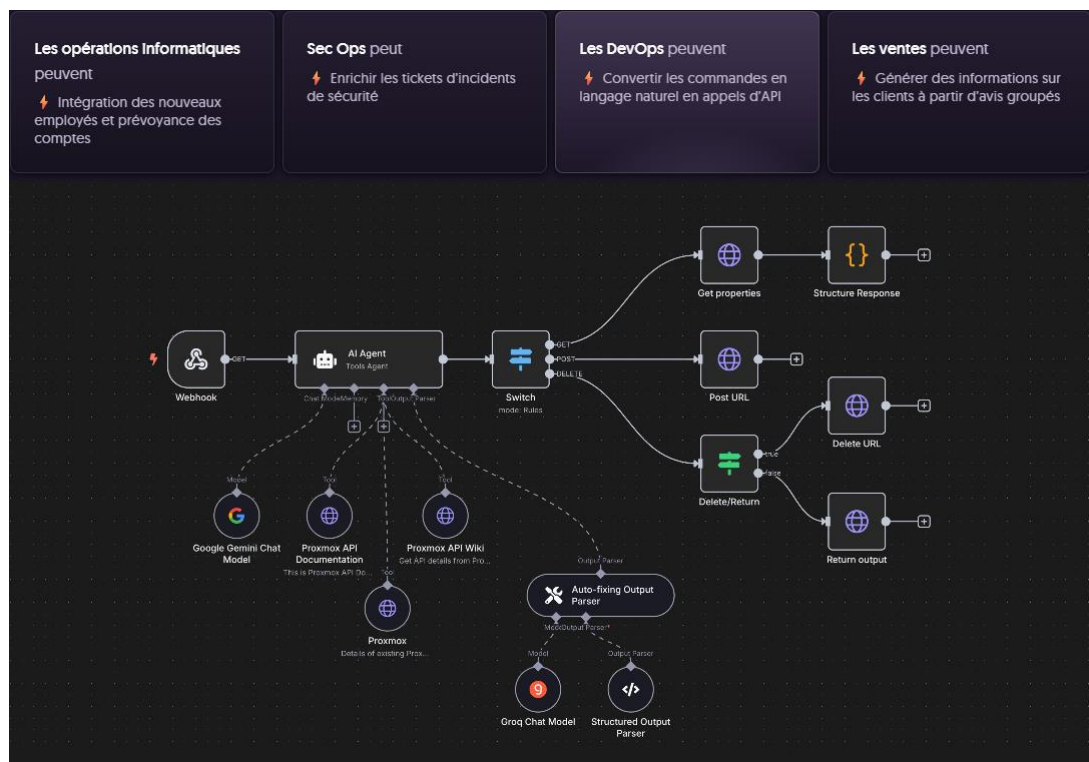 Les opérations informatiques
peuvent
Intégration des nouveaux
employés et prévoyance des
comptes
Sec Ops peut
Enrichir les tickets d'incidents
de sécurité
Les DevOps peuvent
Convertir les commandes en
langage naturel en appels d'API
Les ventes peuvent
Générer des informations sur
les clients à partir d'avis groupés
Get properties
Structure Response
Webhook
GET
AI Agent
Tools Agent
Chat Model
Memory
Tool
Output Parser
Switch
mode: Rules
GET
POST
DELETE
Post URL
Delete URL
Delete/Return
true
false
Return output
Model
Google Gemini Chat
Model
Tool
Proxmox API
Documentation
This is Proxmox API Do...
Tool
Proxmox API Wiki
Get API details from Pro...
Tool
Proxmox
Details of existing Prox...
Output Parser
Auto-fixing Output
Parser
Model
Output Parser*
Model
Groq Chat Model
Output Parser
Structured Output
Parser